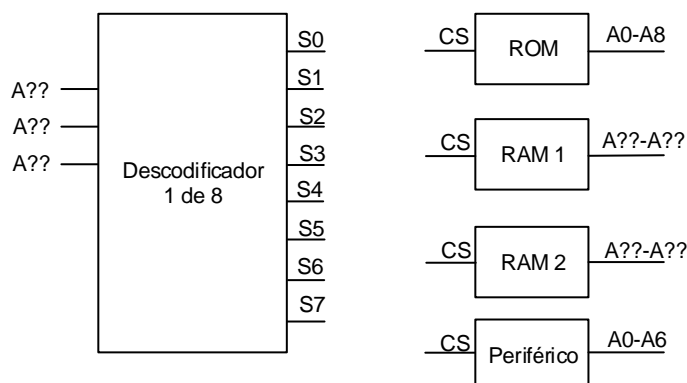 S0
S1
S2
S3
S4
S5
S6
S7
A??
A??
A??
Descodificador
1 de 8
CS ROM A0-A8
CS RAM 1 A??-A??
CS RAM 2 A??-A??
CS Periférico A0-A6